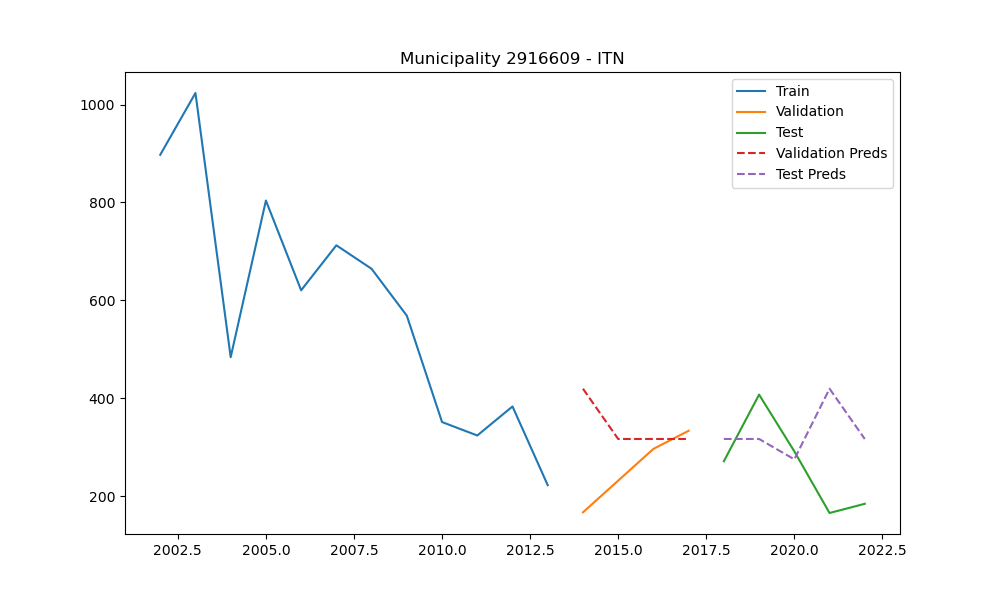 Municipality 2916609 - ITN
Train
Validation
Test
Validation Preds
Test Preds
1000
800
600
400
200
2002.5 2005.0 2007.5 2010.0 2012.5 2015.0 2017.5 2020.0 2022.5